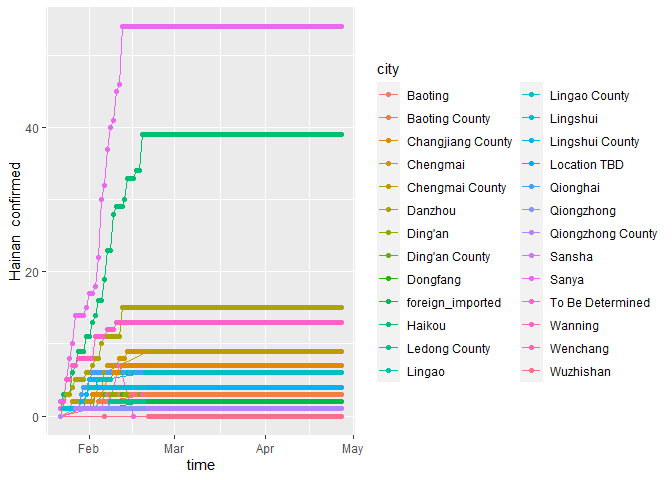 Hainan confirmed
40
20
0
Feb
Mar
Apr
May
time
city
Baoting
Baoting County
Changjiang County
Chengmai
Chengmai County
Danzhou
Ding'an
Ding'an County
Dongfang
foreign_imported
Haikou
Ledong County
Lingao
Lingao County
Lingshui
Lingshui County
Location TBD
Qionghai
Qiongzhong
Qiongzhong County
Sansha
Sanya
To Be Determined
Wanning
Wenchang
Wuzhishan